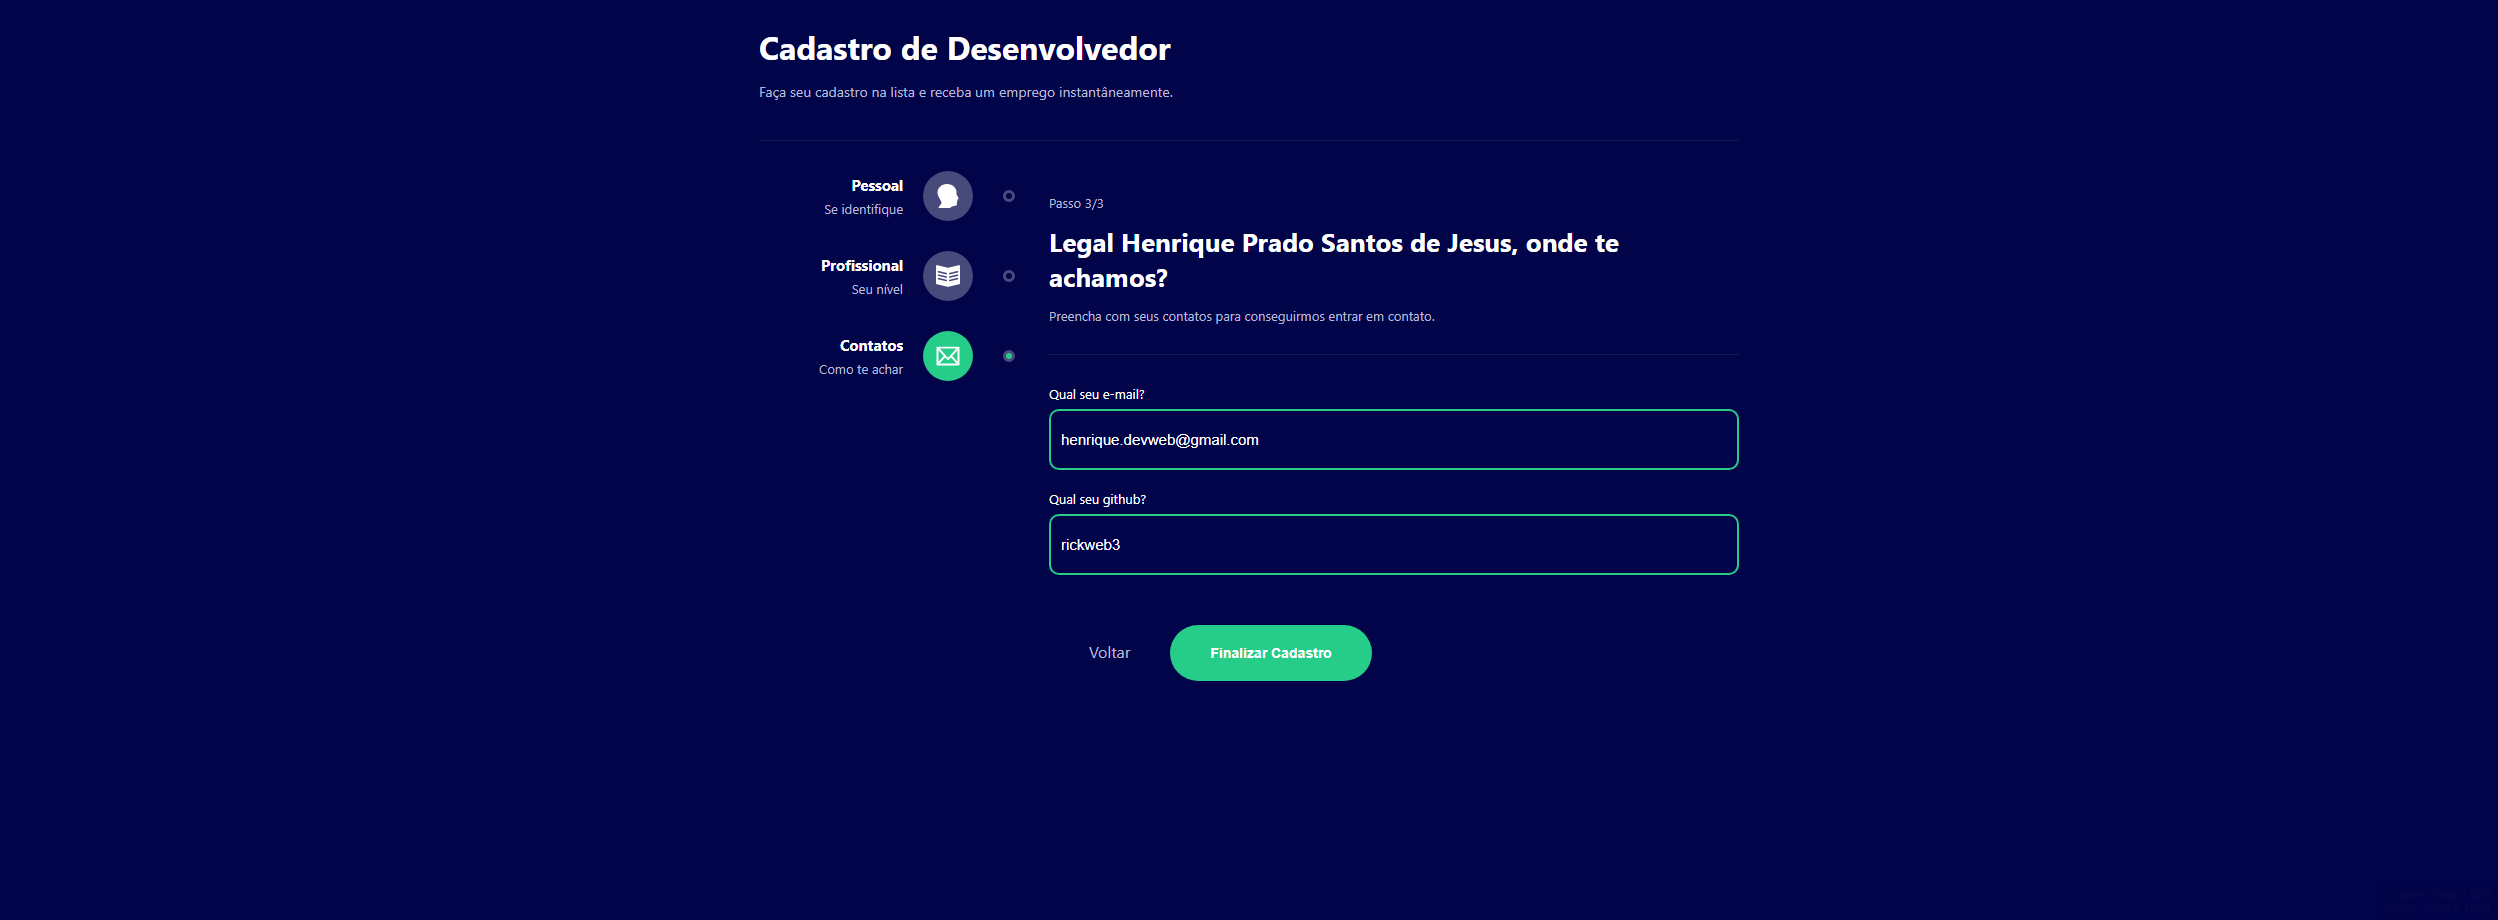 Cadastro de Desenvolvedor
Faça seu cadastro na lista e receba um emprego instantâneamente.
Pessoal
Se identifique
Profissional
Seu nível
Contatos
Como te achar
Passo 3/3
Legal Henrique Prado Santos de Jesus, onde te
achamos?
Preencha com seus contatos para conseguirmos entrar em contato.
Qual seu e-mail?
henrique.devweb@gmail.com
Qual seu github?
rickweb3
Voltar
Finalizar Cadastro